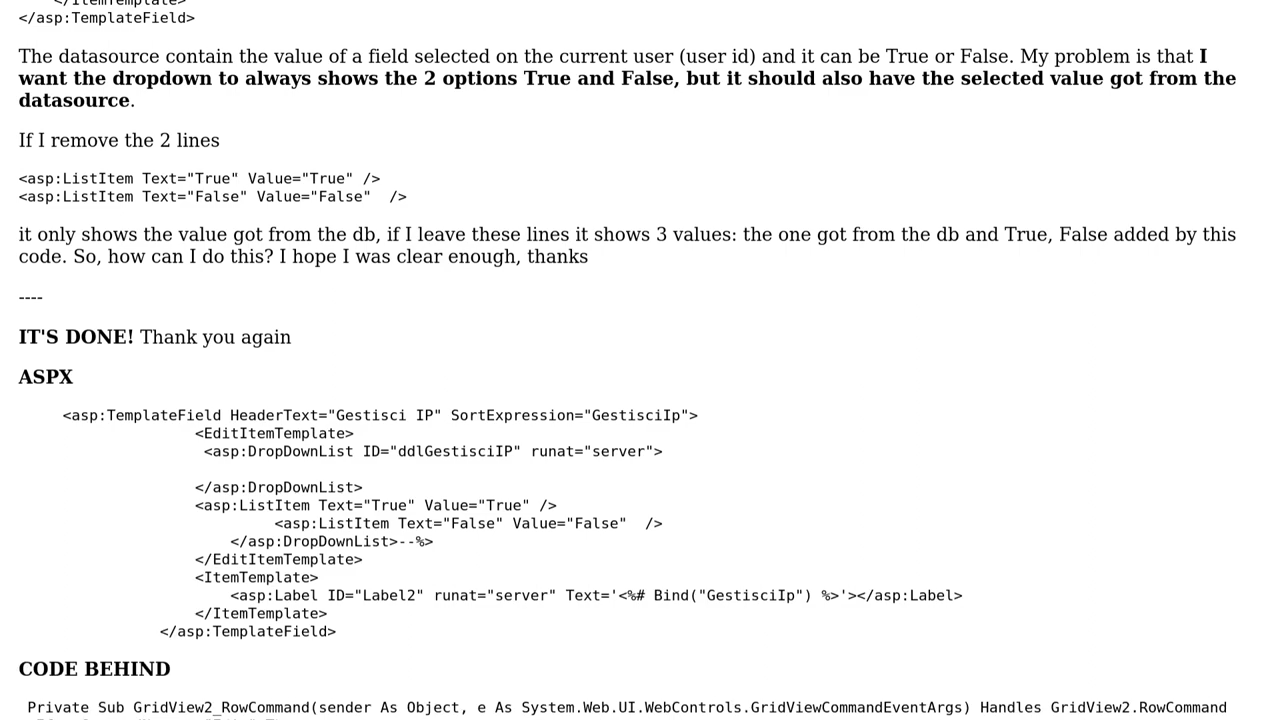 </ItemTemplate>
</asp:TemplateField>
The datasource contain the value of a field selected on the current user (user id) and it can be True or False. My problem is that I
want the dropdown to always shows the 2 options True and False, but it should also have the selected value got from the
datasource.
If I remove the 2 lines
<asp:ListItem Text="True" Value="True" />
<asp:ListItem Text="False" Value="False"  />
it only shows the value got from the db, if I leave these lines it shows 3 values: the one got from the db and True, False added by this
code. So, how can I do this? I hope I was clear enough, thanks
----
IT'S DONE! Thank you again
ASPX
<asp:TemplateField HeaderText="Gestisci IP" SortExpression="GestisciIp">
<EditItemTemplate>
<asp:DropDownList ID="ddlGestisciIP" runat="server">
</asp:DropDownList>
<asp:ListItem Text="True" Value="True" />
<asp:ListItem Text="False" Value="False"  />
</asp:DropDownList>--%>
</EditItemTemplate>
<ItemTemplate>
<asp:Label ID="Label2" runat="server" Text='<%# Bind("GestisciIp") %>'></asp:Label>
</ItemTemplate>
</asp:TemplateField>
CODE BEHIND
Private Sub GridView2_RowCommand(sender As Object, e As System.Web.UI.WebControls.GridViewCommandEventArgs) Handles GridView2.RowCommand